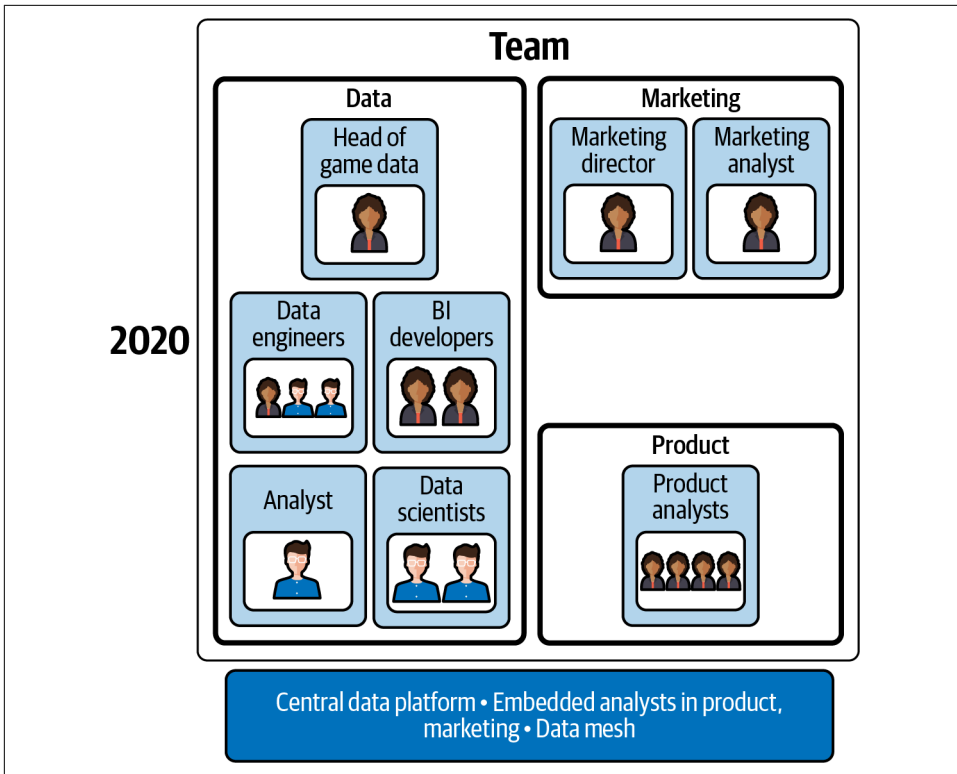 Team
2020
Data
Head of
game data
Data
engineers
BI
developers
Analyst
Data
scientists
Marketing
Marketing
director
Marketing
analyst
Product
Product
analysts
Central data platform • Embedded analysts in product,
marketing • Data mesh